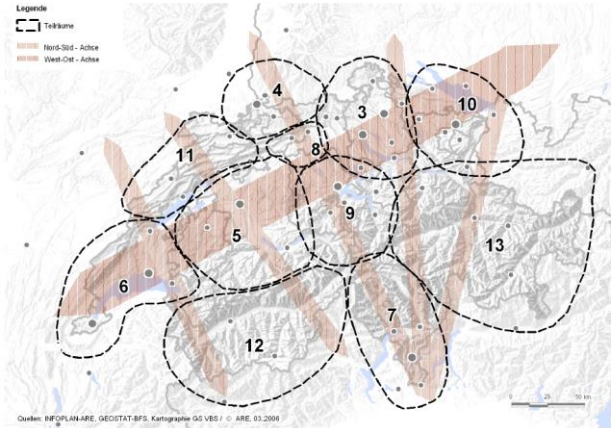 Legende
Teilräume
Nord-Süd - Achse
West-Ost - Achse
4
3
10
11
8
5
9
13
6
7
12
0
25
50 km
Quellen: INFOPLAN-ARE, GEOSTAT-BFS, Kartographie GS VBS / © ARE, 03.2006